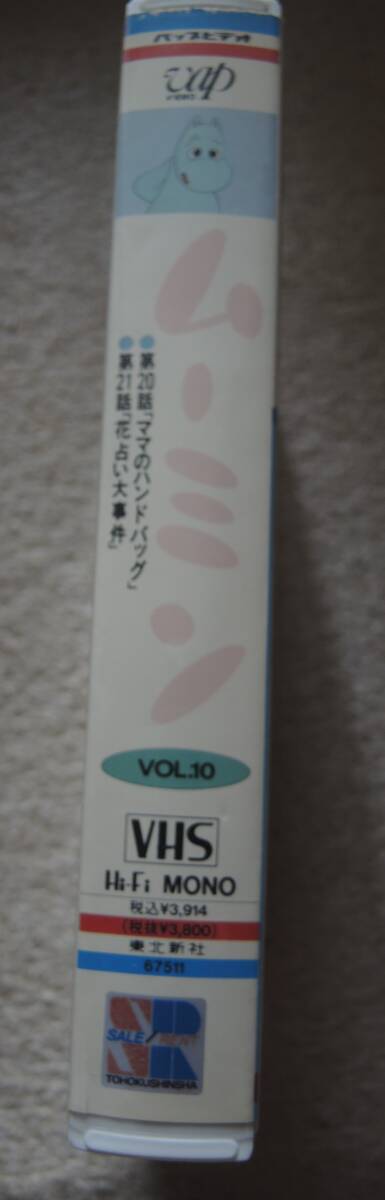 バップビデオ
vap
VIDEO
ムーミン
●第20話「ママのハンドバッグ」
●第21話「花占い大事件」
VOL.10
VHS
Hi-Fi MONO
税込¥3,914
(税抜¥3,800)
東北新社
67511
SALE/RENT
TOHOKUSHINSHA